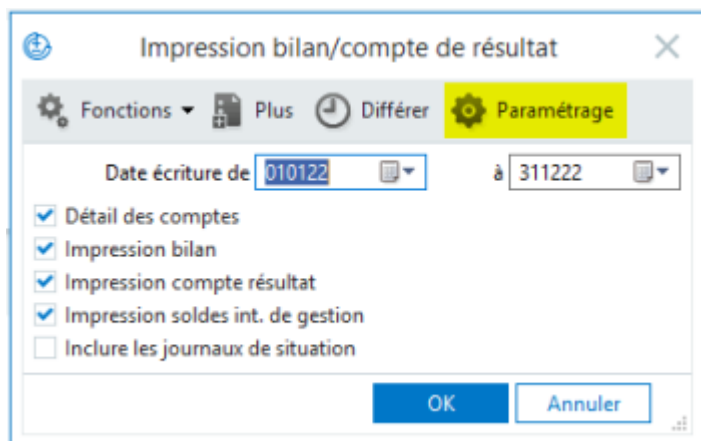 Impression bilan/compte de résultat
Fonctions Plus Différer Paramétrage
Date écriture de 010122 à 311222
Détail des comptes
Impression bilan
Impression compte résultat
Impression soldes int. de gestion
Inclure les journaux de situation
OK Annuler